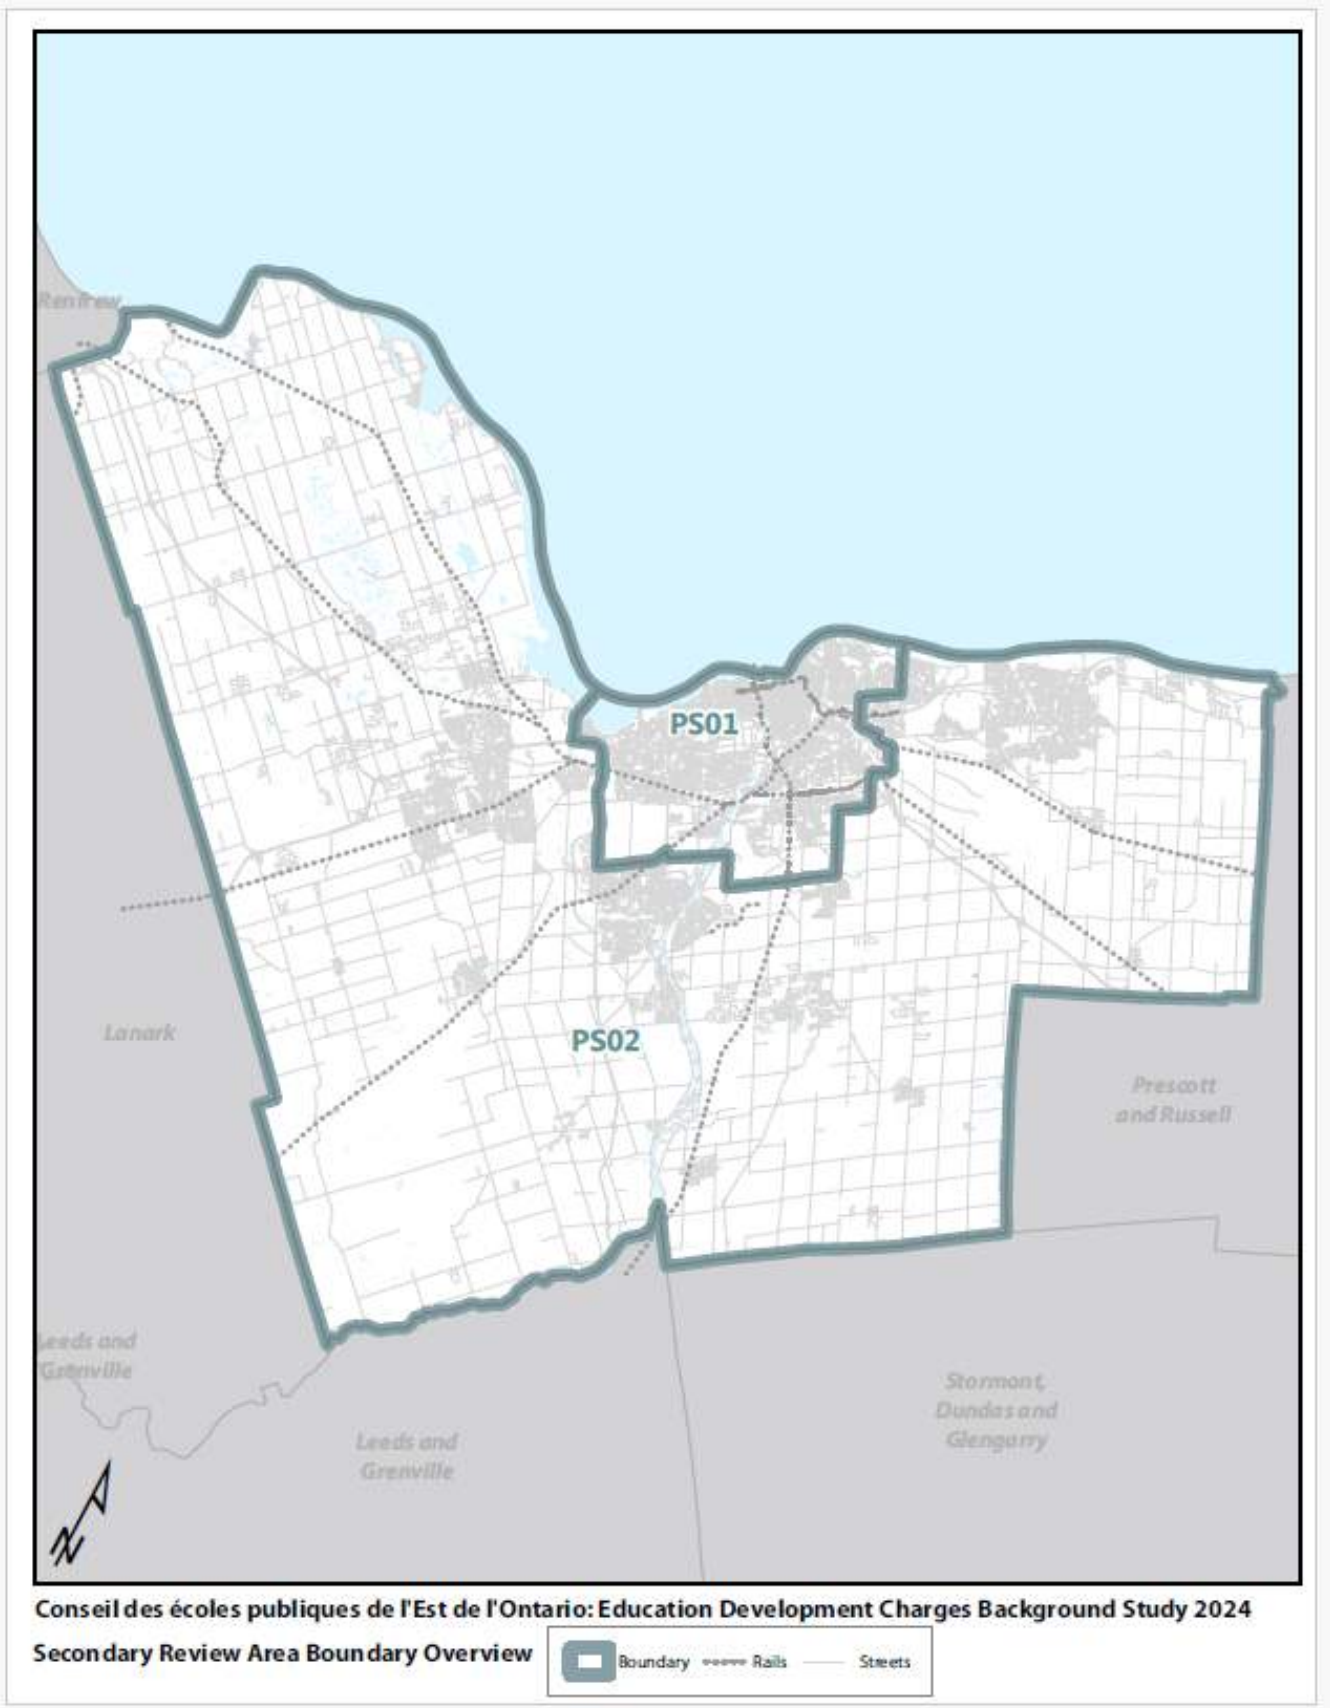 Renfrew
PS01
PS02
Lanark
Prescott
and Russell
Leeds and
Grenville
Leeds and
Grenville
Stormont,
Dundas and
Glengarry
N
Conseil des écoles publiques de l'Est de l'Ontario: Education Development Charges Background Study 2024
Secondary Review Area Boundary Overview
Boundary Rails Streets